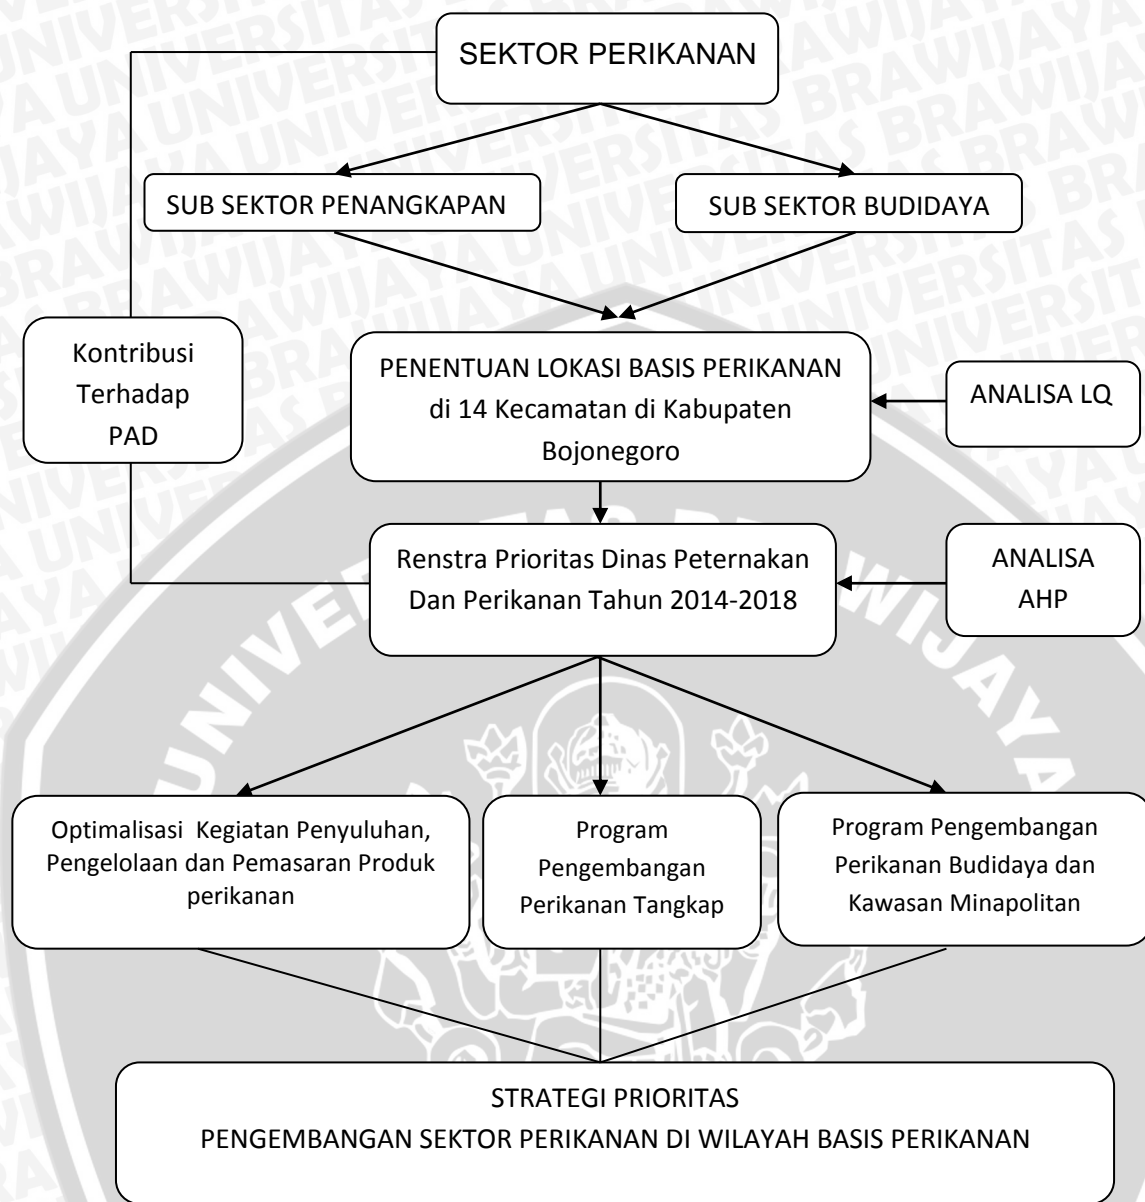 SEKTOR PERIKANAN
SUB SEKTOR PENANGKAPAN
SUB SEKTOR BUDIDAYA
Kontribusi
Terhadap
PAD
PENENTUAN LOKASI BASIS PERIKANAN
di 14 Kecamatan di Kabupaten
Bojonegoro
ANALISA LQ
Renstra Prioritas Dinas Peternakan
Dan Perikanan Tahun 2014-2018
ANALISA
AHP
Optimalisasi Kegiatan Penyuluhan,
Pengelolaan dan Pemasaran Produk
perikanan
Program
Pengembangan
Perikanan Tangkap
Program Pengembangan
Perikanan Budidaya dan
Kawasan Minapolitan
STRATEGI PRIORITAS
PENGEMBANGAN SEKTOR PERIKANAN DI WILAYAH BASIS PERIKANAN
UNIVERSITAS BRAWIJAYA